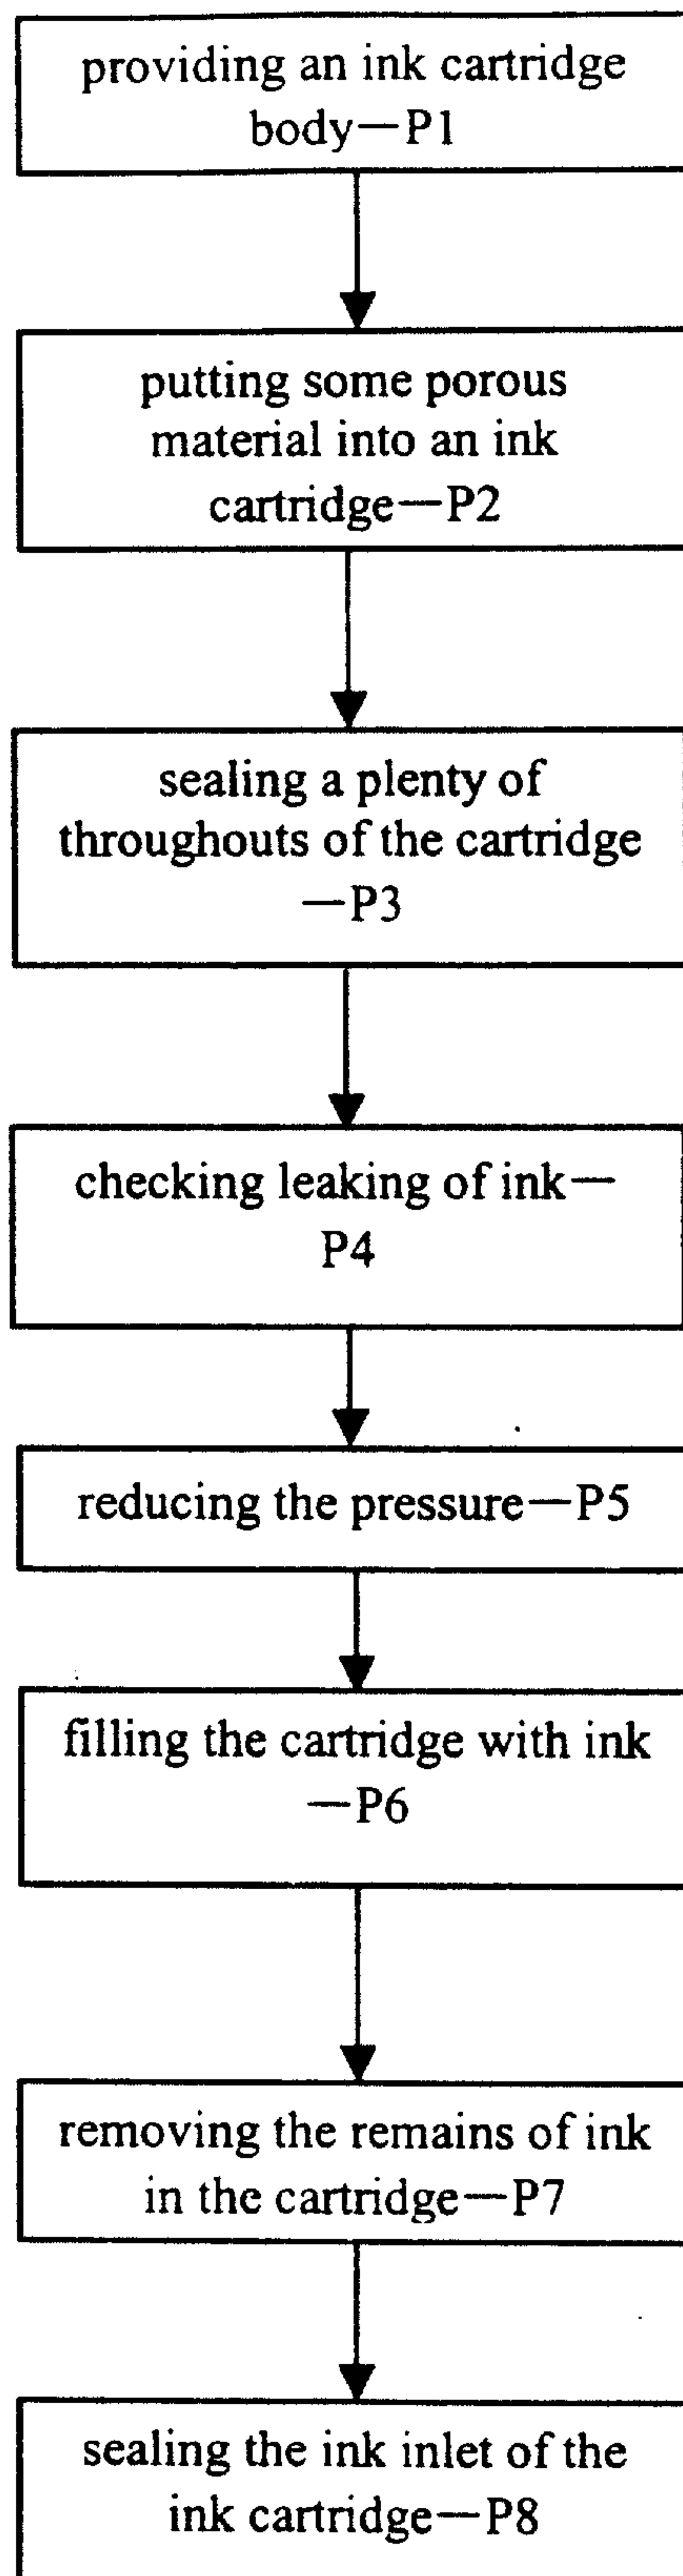 providing an ink cartridge
body—P1
putting some porous
material into an ink
cartridge—P2
sealing a plenty of
throughouts of the cartridge
—P3
checking leaking of ink—
P4
reducing the pressure—P5
filling the cartridge with ink
—P6
removing the remains of ink
in the cartridge—P7
sealing the ink inlet of the
ink cartridge—P8